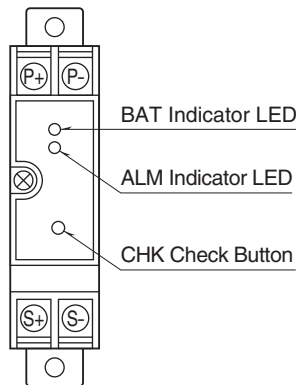 P+ P-
BAT Indicator LED
ALM Indicator LED
CHK Check Button
S+ S-